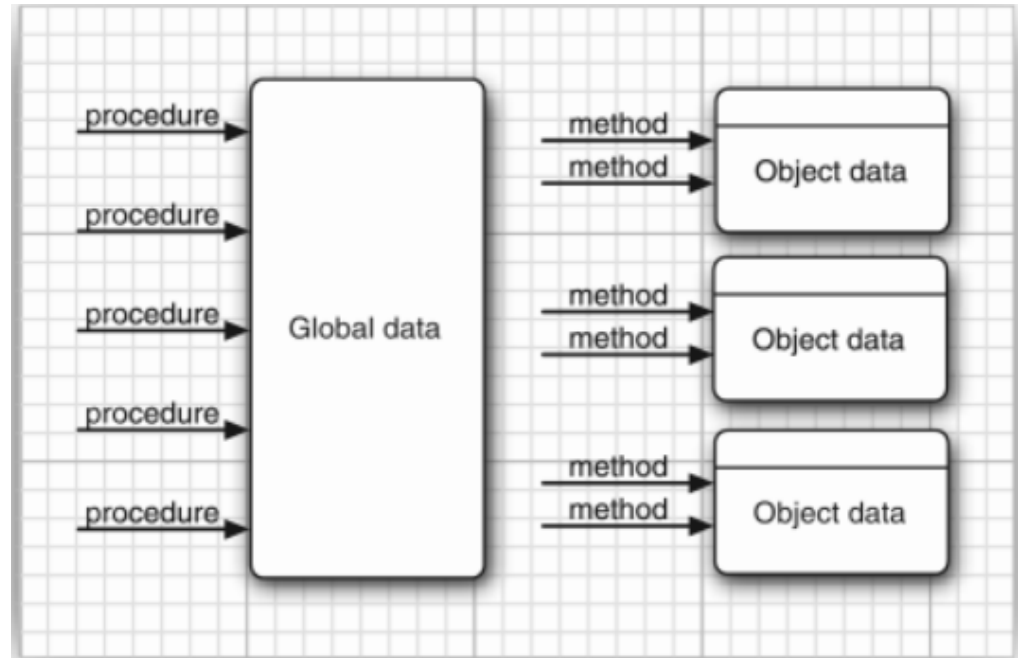 procedure
procedure
procedure
procedure
procedure
Global data
method
method
Object data
method
method
Object data
method
method
Object data